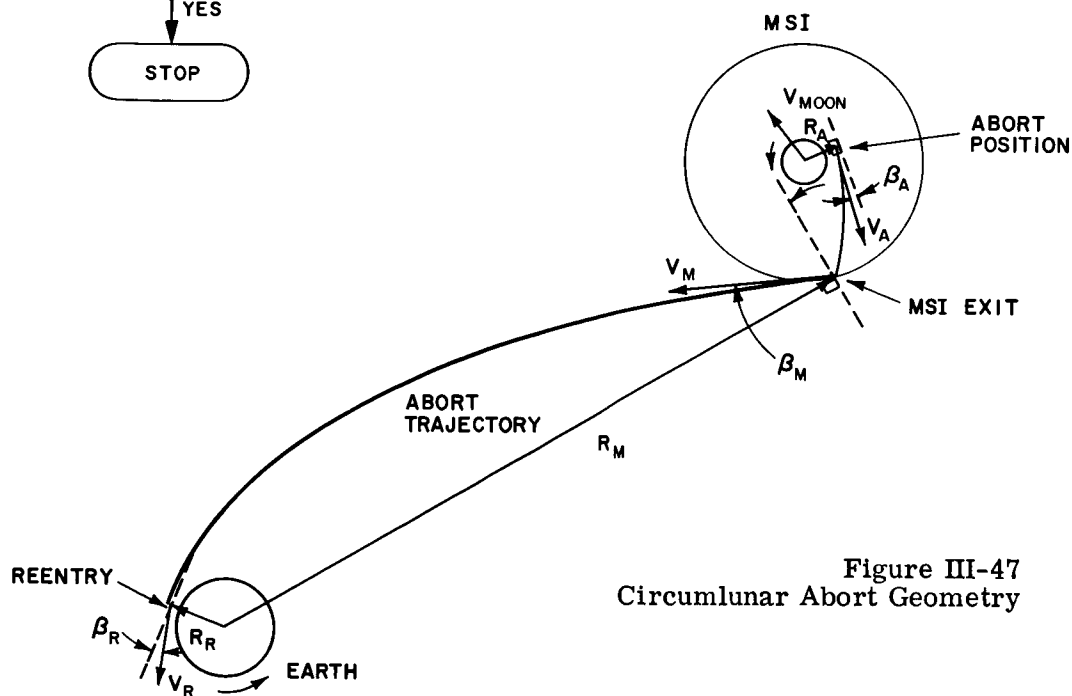 YES
STOP
MSI
V_MOON
R_A
ABORT
POSITION
β_A
V_A
V_M
MSI EXIT
β_M
ABORT
TRAJECTORY
R_M
REENTRY
β_R
R_R
V_R
EARTH
Figure III-47
Circumlunar Abort Geometry